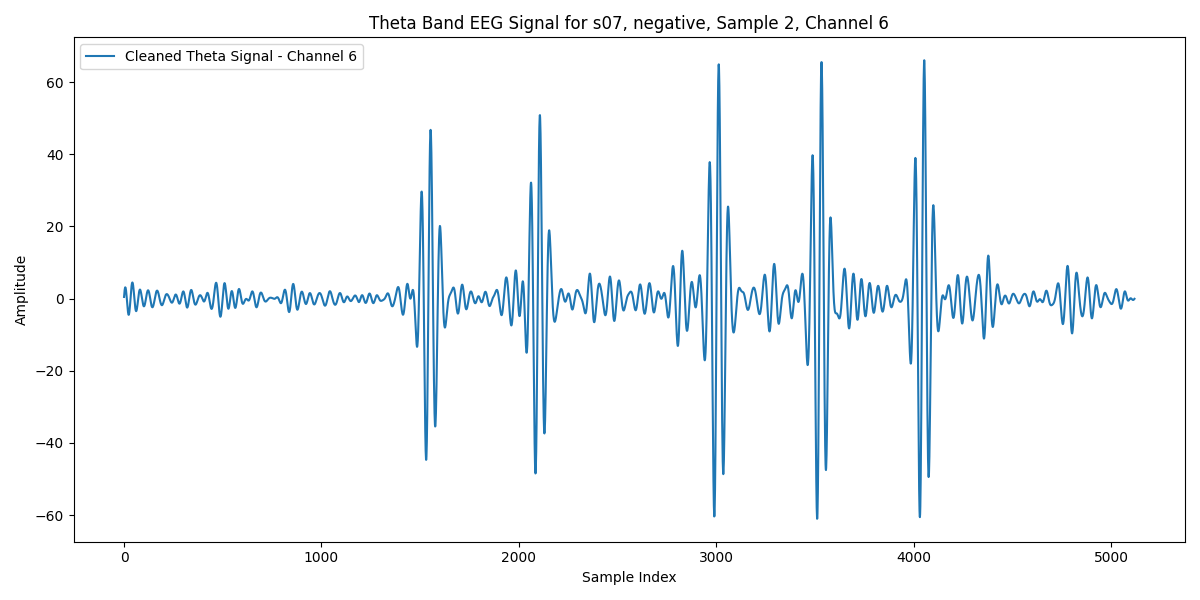 Theta Band EEG Signal for s07, negative, Sample 2, Channel 6
Cleaned Theta Signal - Channel 6
Amplitude
60
40
20
0
−20
−40
−60
0 1000 2000 3000 4000 5000
Sample Index